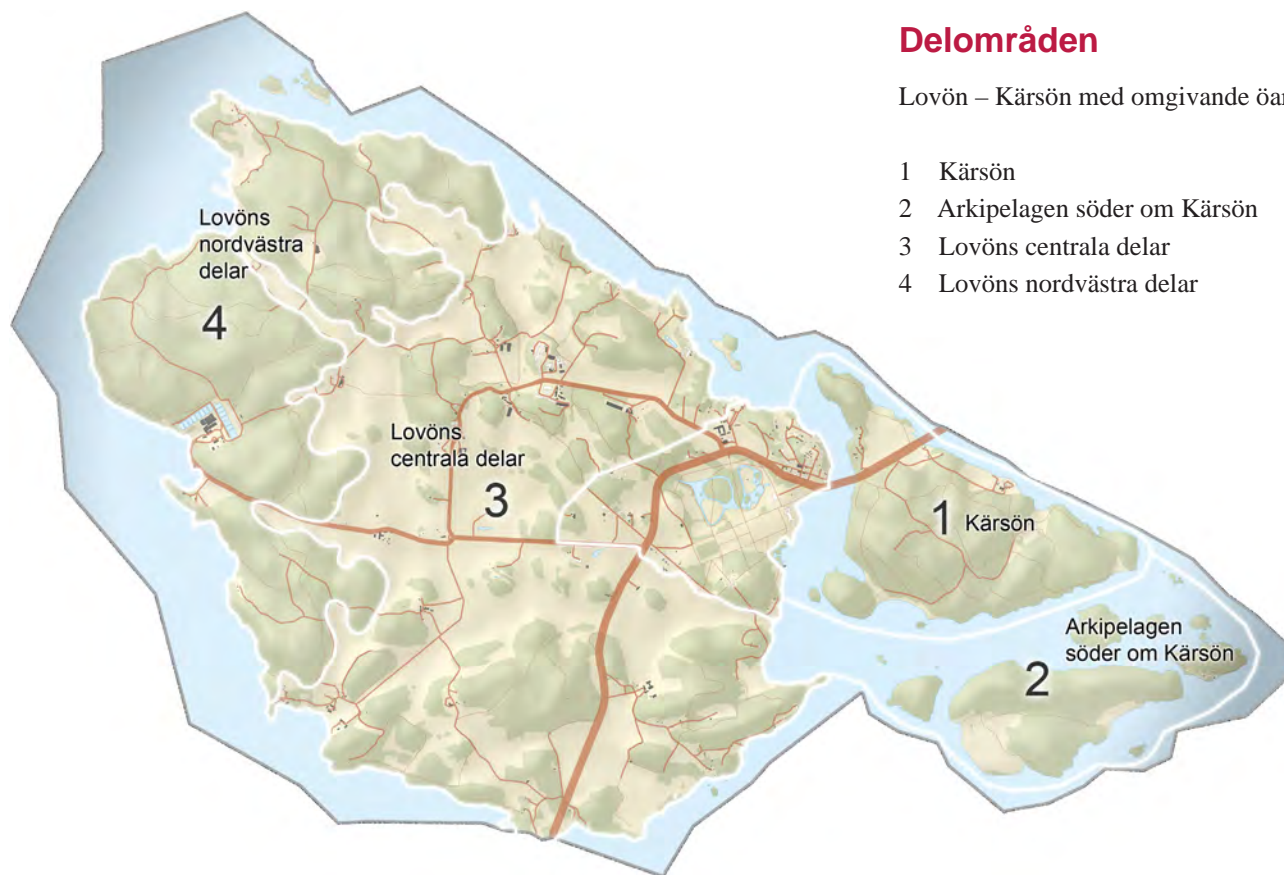 Delområden
Lovön – Kärsön med omgivande öar
1 Kärsön
2 Arkipelagen söder om Kärsön
3 Lovöns centrala delar
4 Lovöns nordvästra delar
Lovöns
nordvästra
delar
4
Lovöns
centrala delar
3
1 Kärsön
Arkipelagen
söder om Kärsön
2